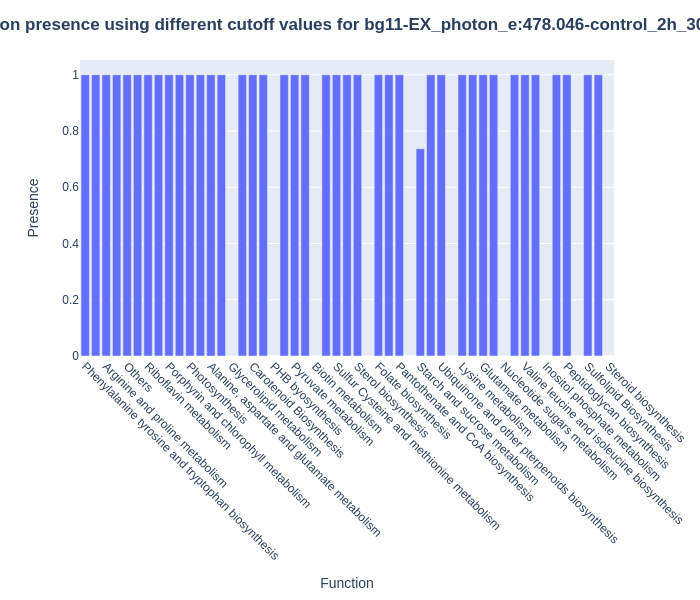 on presence using different cutoff values for bg11-EX_photon_e:478.046-control_2h_30
Presence
1
0.8
0.6
0.4
0.2
0
Phenylalanine tyrosine and tryptophan biosynthesis
Arginine and proline metabolism
Others
Riboflavin metabolism
Porphyrin and chlorophyll metabolism
Photosynthesis
Alanine, aspartate and glutamate metabolism
Glycerolipid metabolism
Carotenoid Biosynthesis
PHB byosynthesis
Pyruvate metabolism
Biotin metabolism
Sulfur Cysteine and methionine metabolism
Sterol biosynthesis
Folate biosynthesis
Pantothenate and CoA biosynthesis
Starch and sucrose metabolism
Ubiquinone and other pterpenoids biosynthesis
Lysine metabolism
Glutamate metabolism
Nucleotide sugars metabolism
Valine leucine and isoleucine biosynthesis
Inositol phosphate metabolism
Peptidoglycan biosynthesis
Sulfolipid Biosynthesis
Steroid biosynthesis
Function